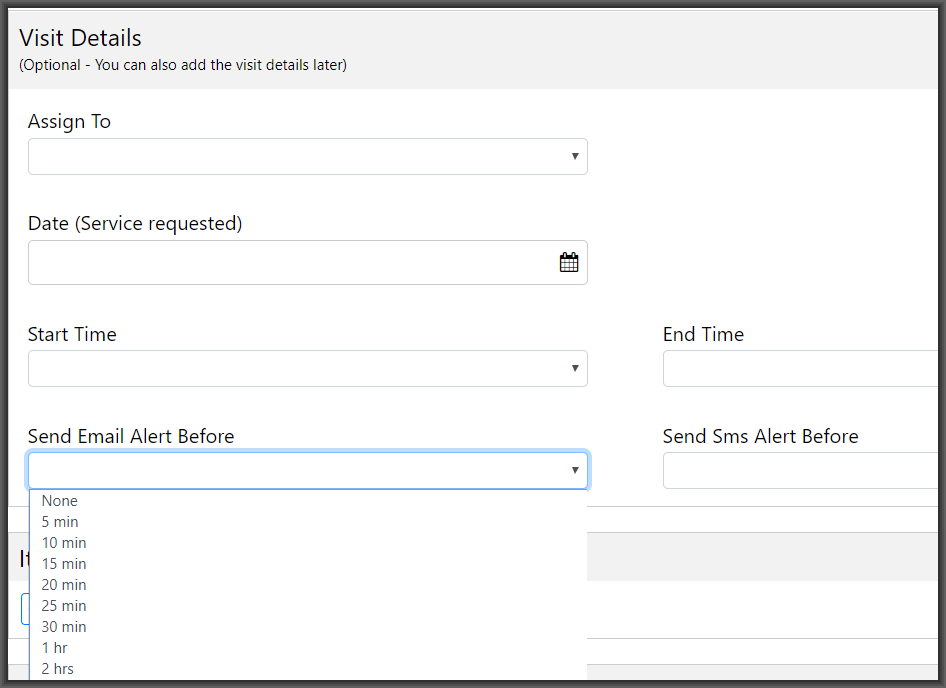 Visit Details
(Optional - You can also add the visit details later)
Assign To
Date (Service requested)
Start Time
End Time
Send Email Alert Before
Send Sms Alert Before
None
5 min
10 min
15 min
20 min
25 min
30 min
1 hr
2 hrs